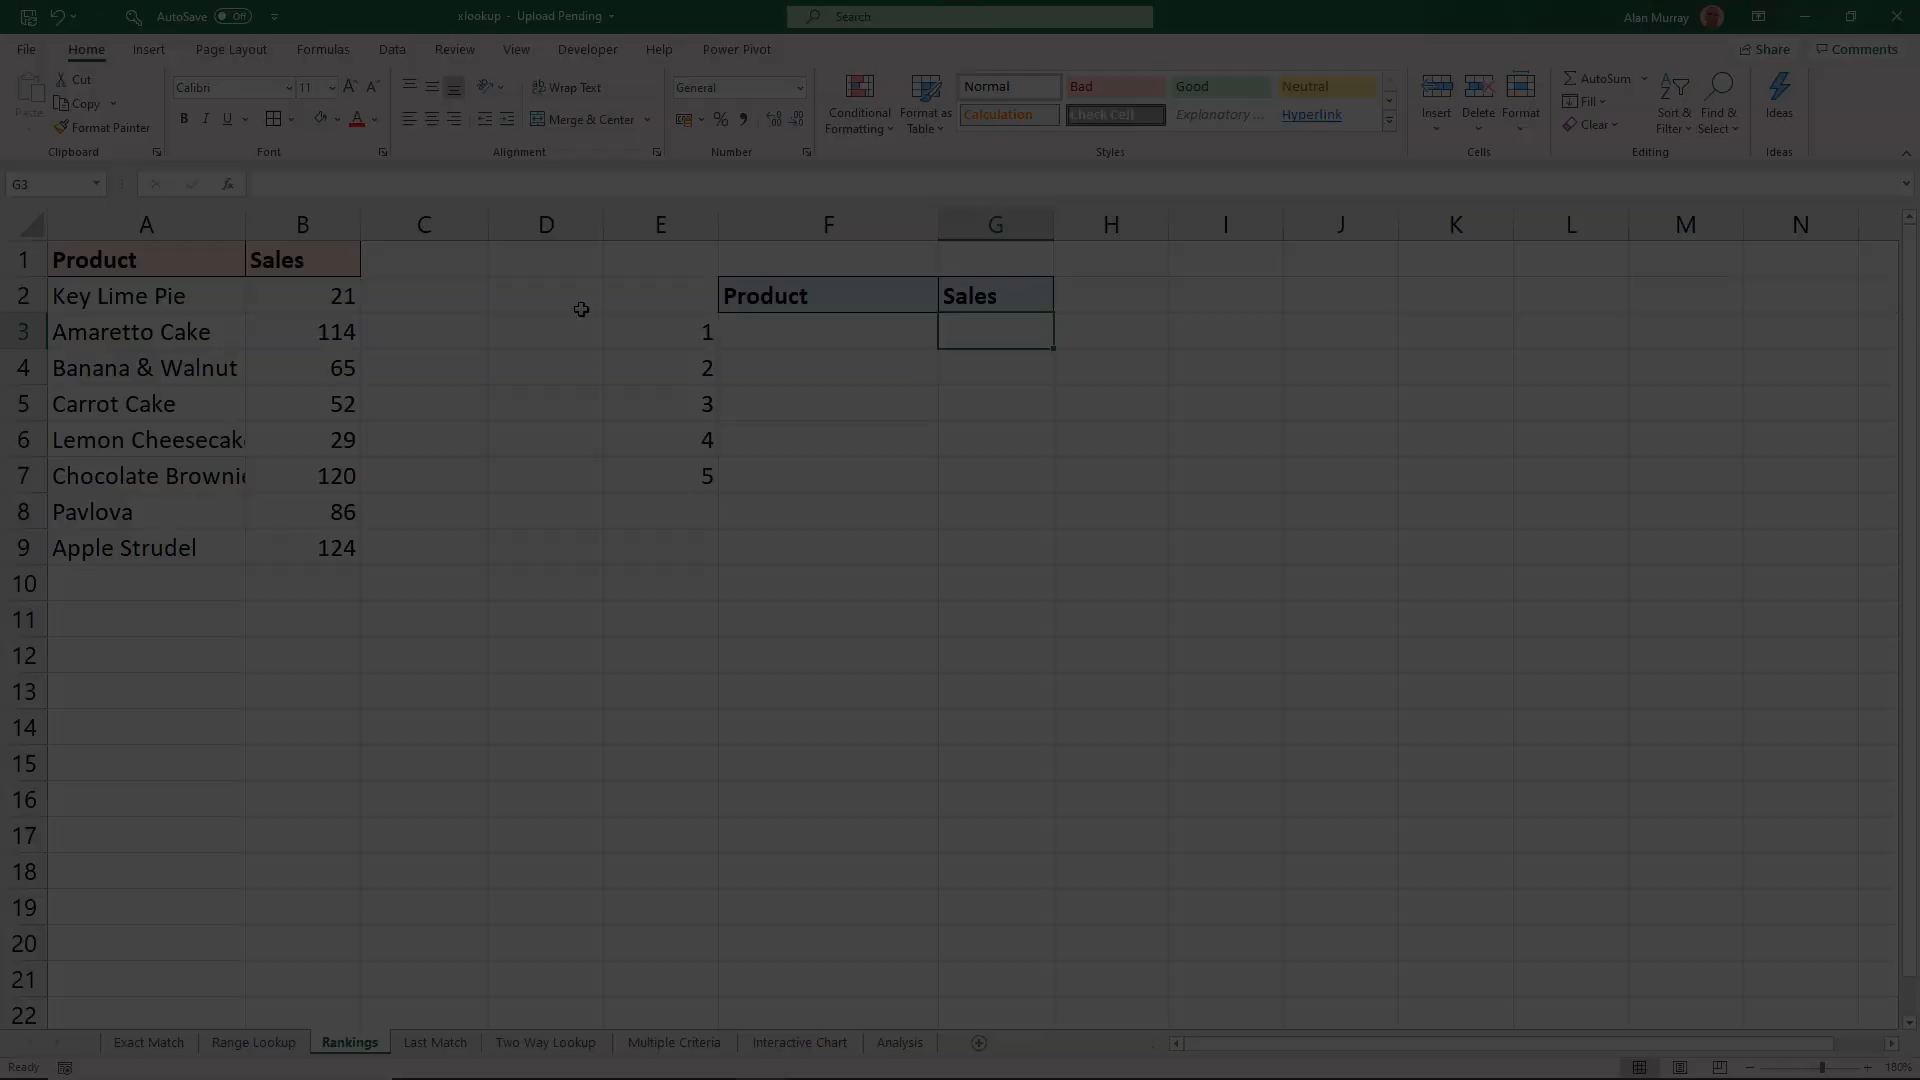 AutoSave Off
xlookup - Upload Pending
Search
Alan Murray
File Home Insert Page Layout Formulas Data Review View Developer Help Power Pivot
Share Comments
Paste
Cut
Copy
Format Painter
Clipboard
Calibri 11
B I U
Font
Wrap Text
Merge & Center
Alignment
General
Number
Conditional Formatting
Format as Table
Normal Bad Good Neutral
Calculation Check Cell Explanatory ... Hyperlink
Styles
Insert Delete Format
Cells
AutoSum
Fill
Clear
Sort & Filter
Find & Select
Editing
Ideas
Ideas
G3
fx
A B C D E F G H I J K L M N
1 Product Sales
2 Key Lime Pie 21 Product Sales
3 Amaretto Cake 114 1
4 Banana & Walnut 65 2
5 Carrot Cake 52 3
6 Lemon Cheesecak 29 4
7 Chocolate Browni 120 5
8 Pavlova 86
9 Apple Strudel 124
10
11
12
13
14
15
16
17
18
19
20
21
22
Exact Match Range Lookup Rankings Last Match Two Way Lookup Multiple Criteria Interactive Chart Analysis
Ready 180%